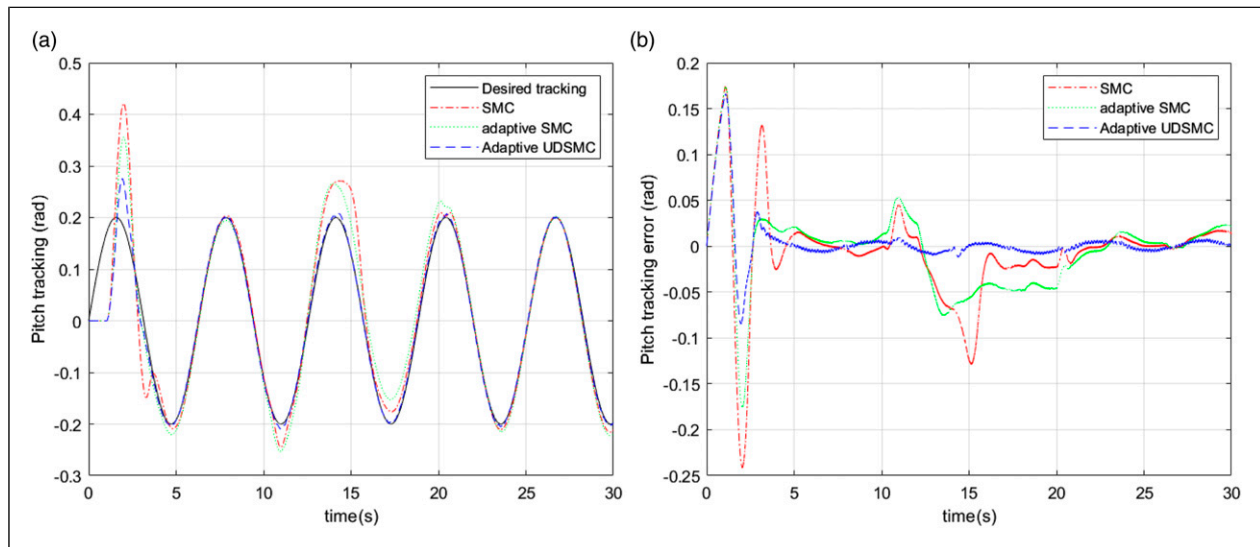 (a)
0.5
0.4
0.3
0.2
0.1
0
-0.1
-0.2
-0.3
Pitch tracking (rad)
Desired tracking
SMC
adaptive SMC
Adaptive UDSMC
0 5 10 15 20 25 30
time(s)
(b)
0.2
0.15
0.1
0.05
0
-0.05
-0.1
-0.15
-0.2
-0.25
Pitch tracking error (rad)
SMC
adaptive SMC
Adaptive UDSMC
0 5 10 15 20 25 30
time(s)